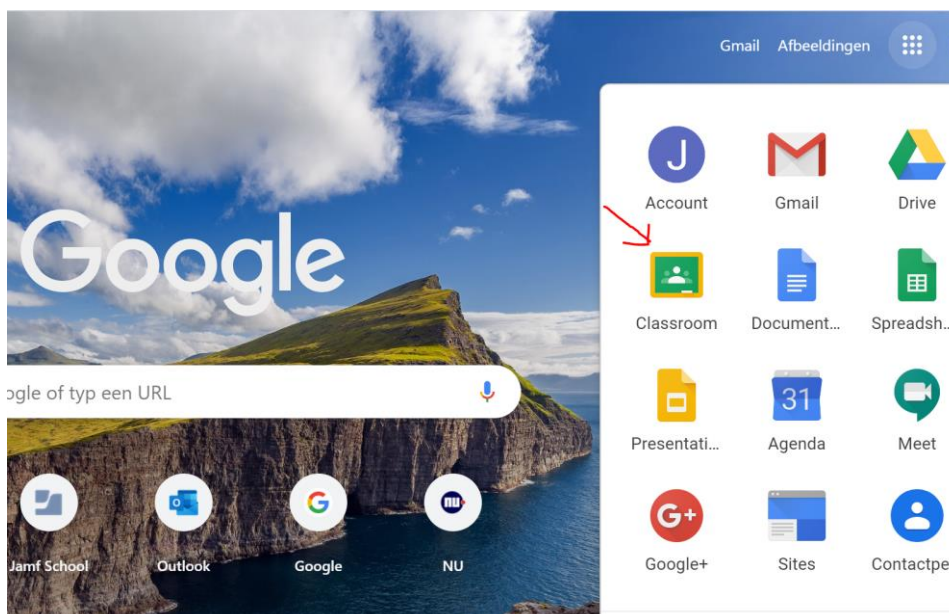 Gmail Afbeeldingen
J
Account Gmail Drive
Google
Classroom Document... Spreadsh...
ogle of typ een URL
31
Presentati... Agenda Meet
G
nu
G+
Jamf School Outlook Google NU
Google+ Sites Contactpe